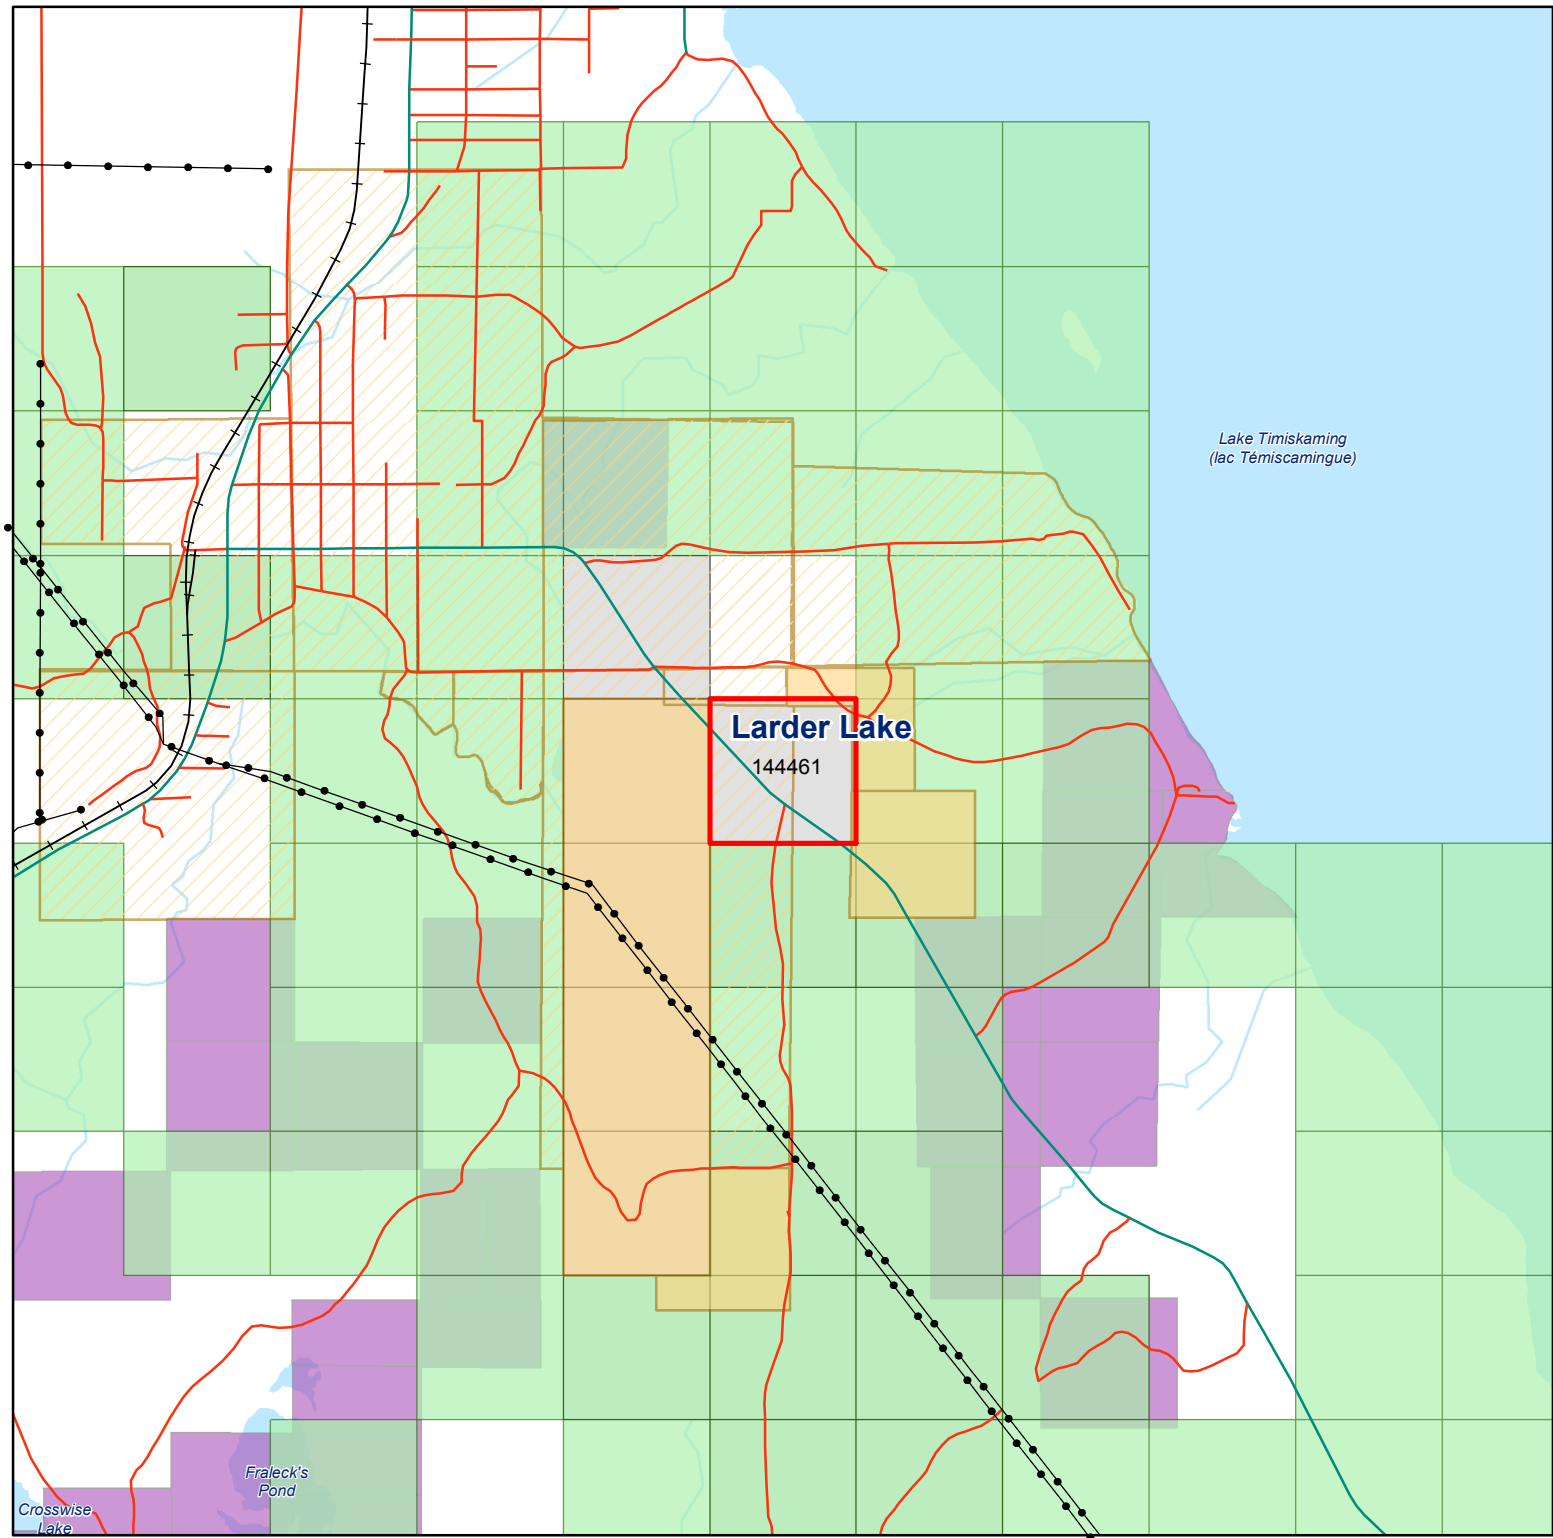 Lake Timiskaming
(lac Témiscamingue)
Larder Lake
144461
Fraleck's
Pond
Crosswise
Lake